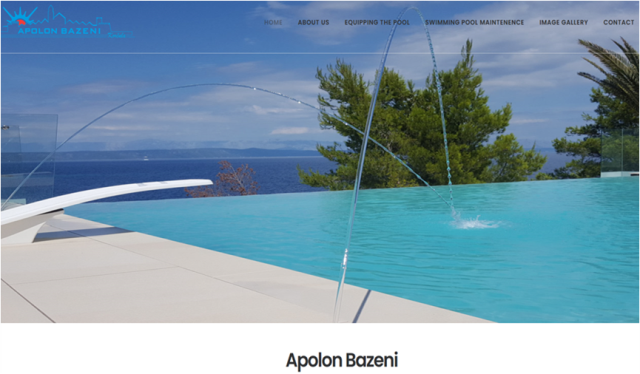 APOLON BAZENI
HOME ABOUT US EQUIPPING THE POOL SWIMMING POOL MAINTENENCE IMAGE GALLERY CONTACT
Apolon Bazeni